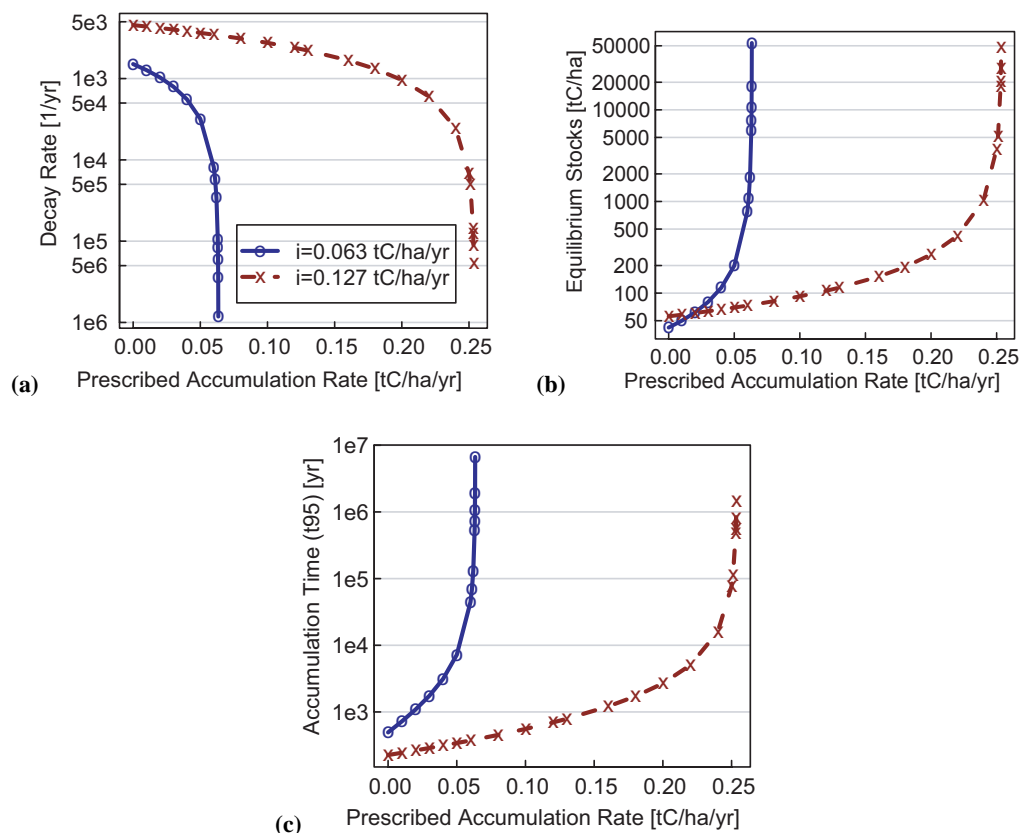 (a)
Decay Rate [1/yr]
5e3
1e3
5e4
1e4
5e5
1e5
5e6
1e6
i=0.063 tC/ha/yr
i=0.127 tC/ha/yr
0.00 0.05 0.10 0.15 0.20 0.25
Prescribed Accumulation Rate [tC/ha/yr]
(b)
Equilibrium Stocks [tC/ha]
50000
20000
10000
5000
2000
1000
500
200
100
50
0.00 0.05 0.10 0.15 0.20 0.25
Prescribed Accumulation Rate [tC/ha/yr]
(c)
Accumulation Time (t95) [yr]
1e7
1e6
1e5
1e4
1e3
0.00 0.05 0.10 0.15 0.20 0.25
Prescribed Accumulation Rate [tC/ha/yr]